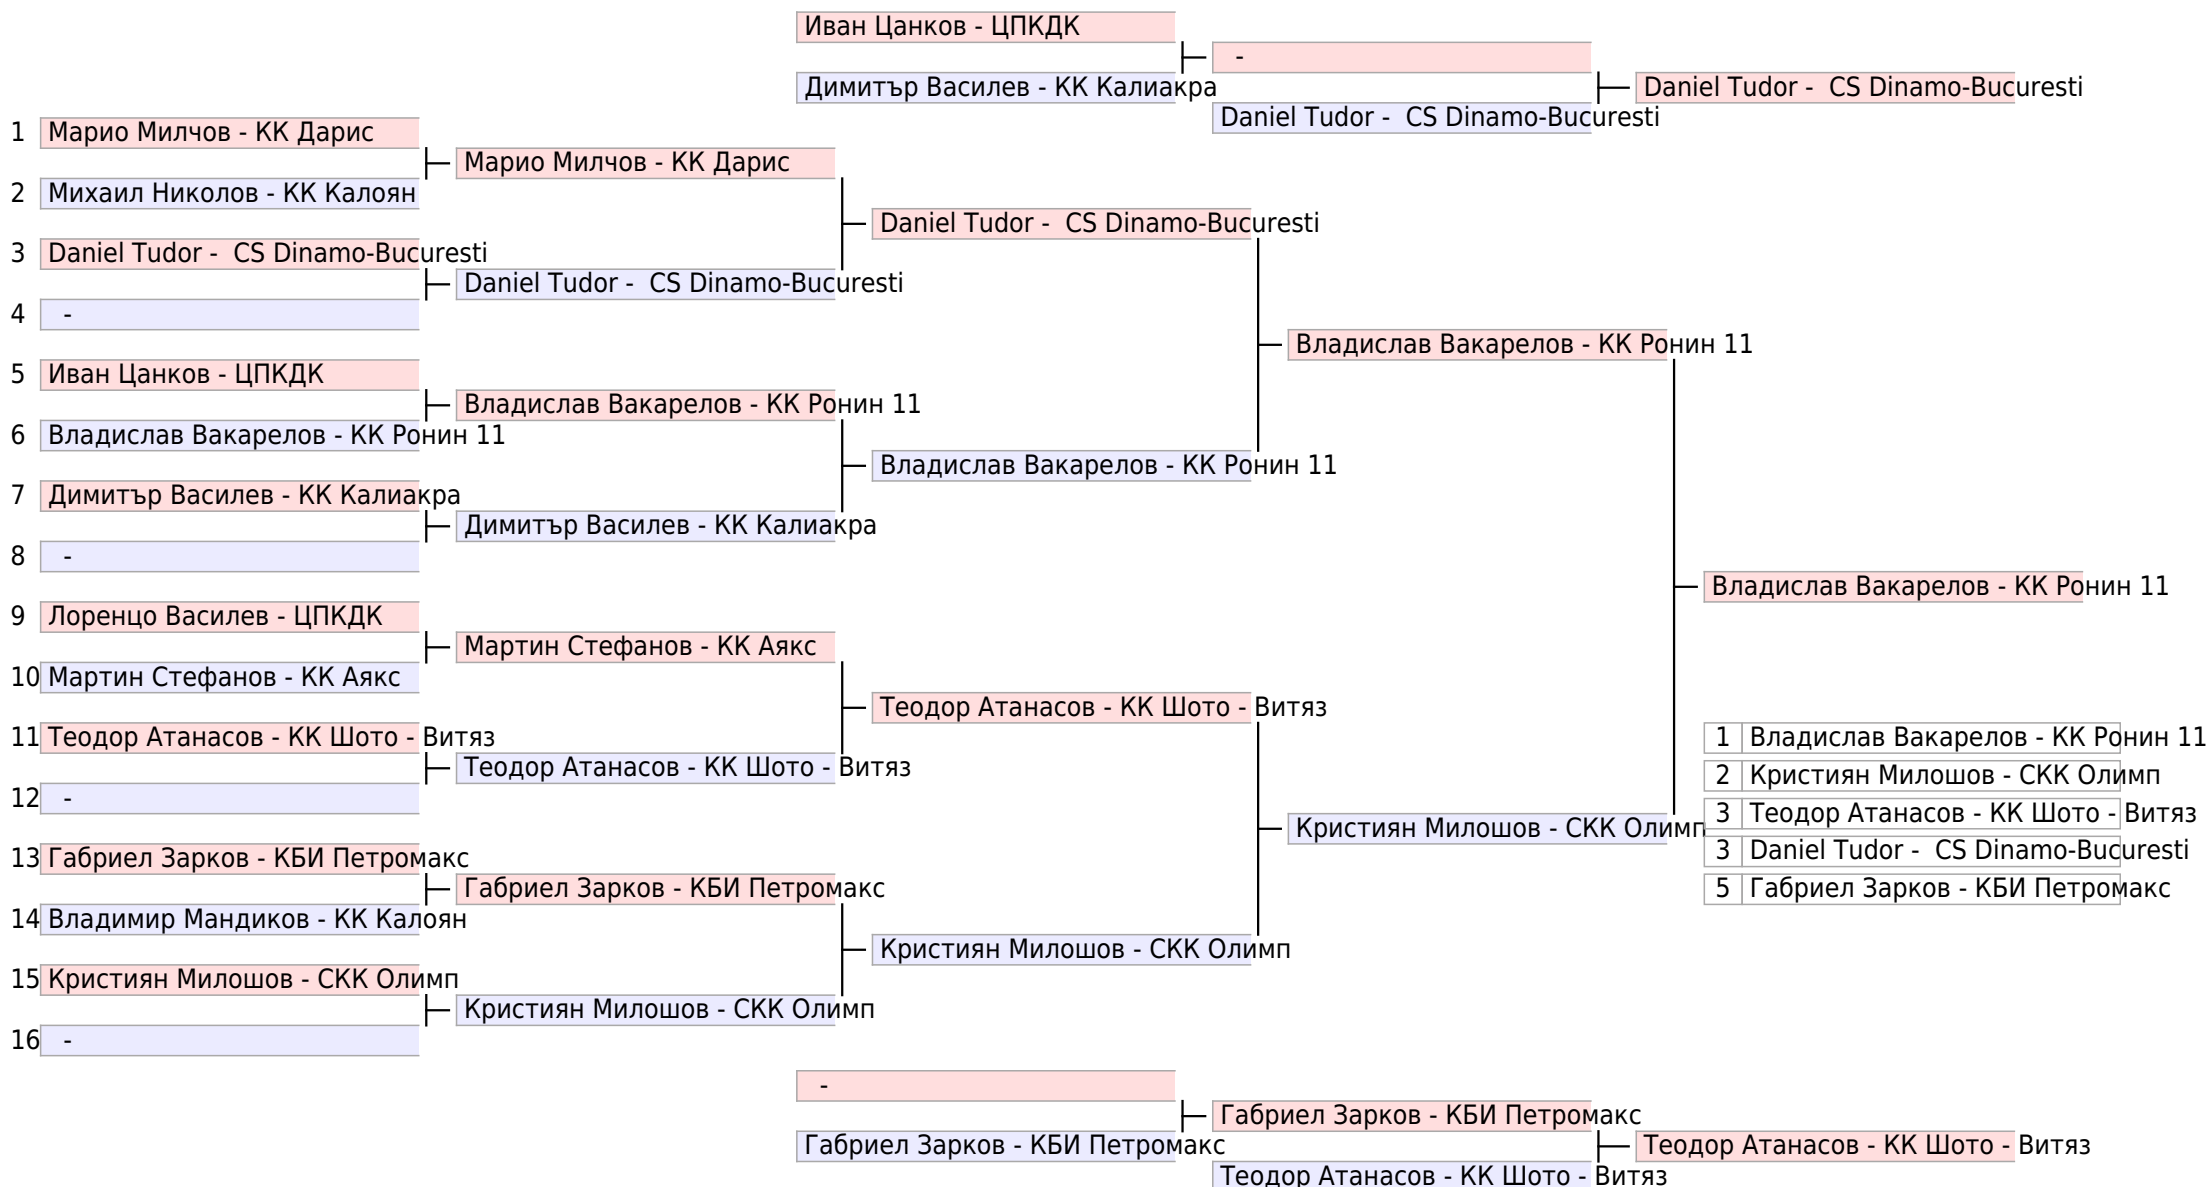 Иван Цанков - ЦПКДК
-
Димитър Василев - КК Калиакра
Daniel Tudor -  CS Dinamo-Bucuresti
Daniel Tudor -  CS Dinamo-Bucuresti
1 Марио Милчов - КК Дарис
Марио Милчов - КК Дарис
2 Михаил Николов - КК Калоян
Daniel Tudor -  CS Dinamo-Bucuresti
3 Daniel Tudor -  CS Dinamo-Bucuresti
Daniel Tudor -  CS Dinamo-Bucuresti
4 -
Владислав Вакарелов - КК Ронин 11
5 Иван Цанков - ЦПКДК
Владислав Вакарелов - КК Ронин 11
6 Владислав Вакарелов - КК Ронин 11
Владислав Вакарелов - КК Ронин 11
7 Димитър Василев - КК Калиакра
Димитър Василев - КК Калиакра
8 -
Владислав Вакарелов - КК Ронин 11
9 Лоренцо Василев - ЦПКДК
Мартин Стефанов - КК Аякс
10 Мартин Стефанов - КК Аякс
Теодор Атанасов - КК Шото - Витяз
11 Теодор Атанасов - КК Шото - Витяз
Теодор Атанасов - КК Шото - Витяз
12 -
Кристиян Милошов - СКК Олимп
13 Габриел Зарков - КБИ Петромакс
Габриел Зарков - КБИ Петромакс
14 Владимир Мандиков - КК Калоян
Кристиян Милошов - СКК Олимп
15 Кристиян Милошов - СКК Олимп
Кристиян Милошов - СКК Олимп
16 -
1 Владислав Вакарелов - КК Ронин 11
2 Кристиян Милошов - СКК Олимп
3 Теодор Атанасов - КК Шото - Витяз
3 Daniel Tudor -  CS Dinamo-Bucuresti
5 Габриел Зарков - КБИ Петромакс
-
Габриел Зарков - КБИ Петромакс
Габриел Зарков - КБИ Петромакс
Теодор Атанасов - КК Шото - Витяз
Теодор Атанасов - КК Шото - Витяз